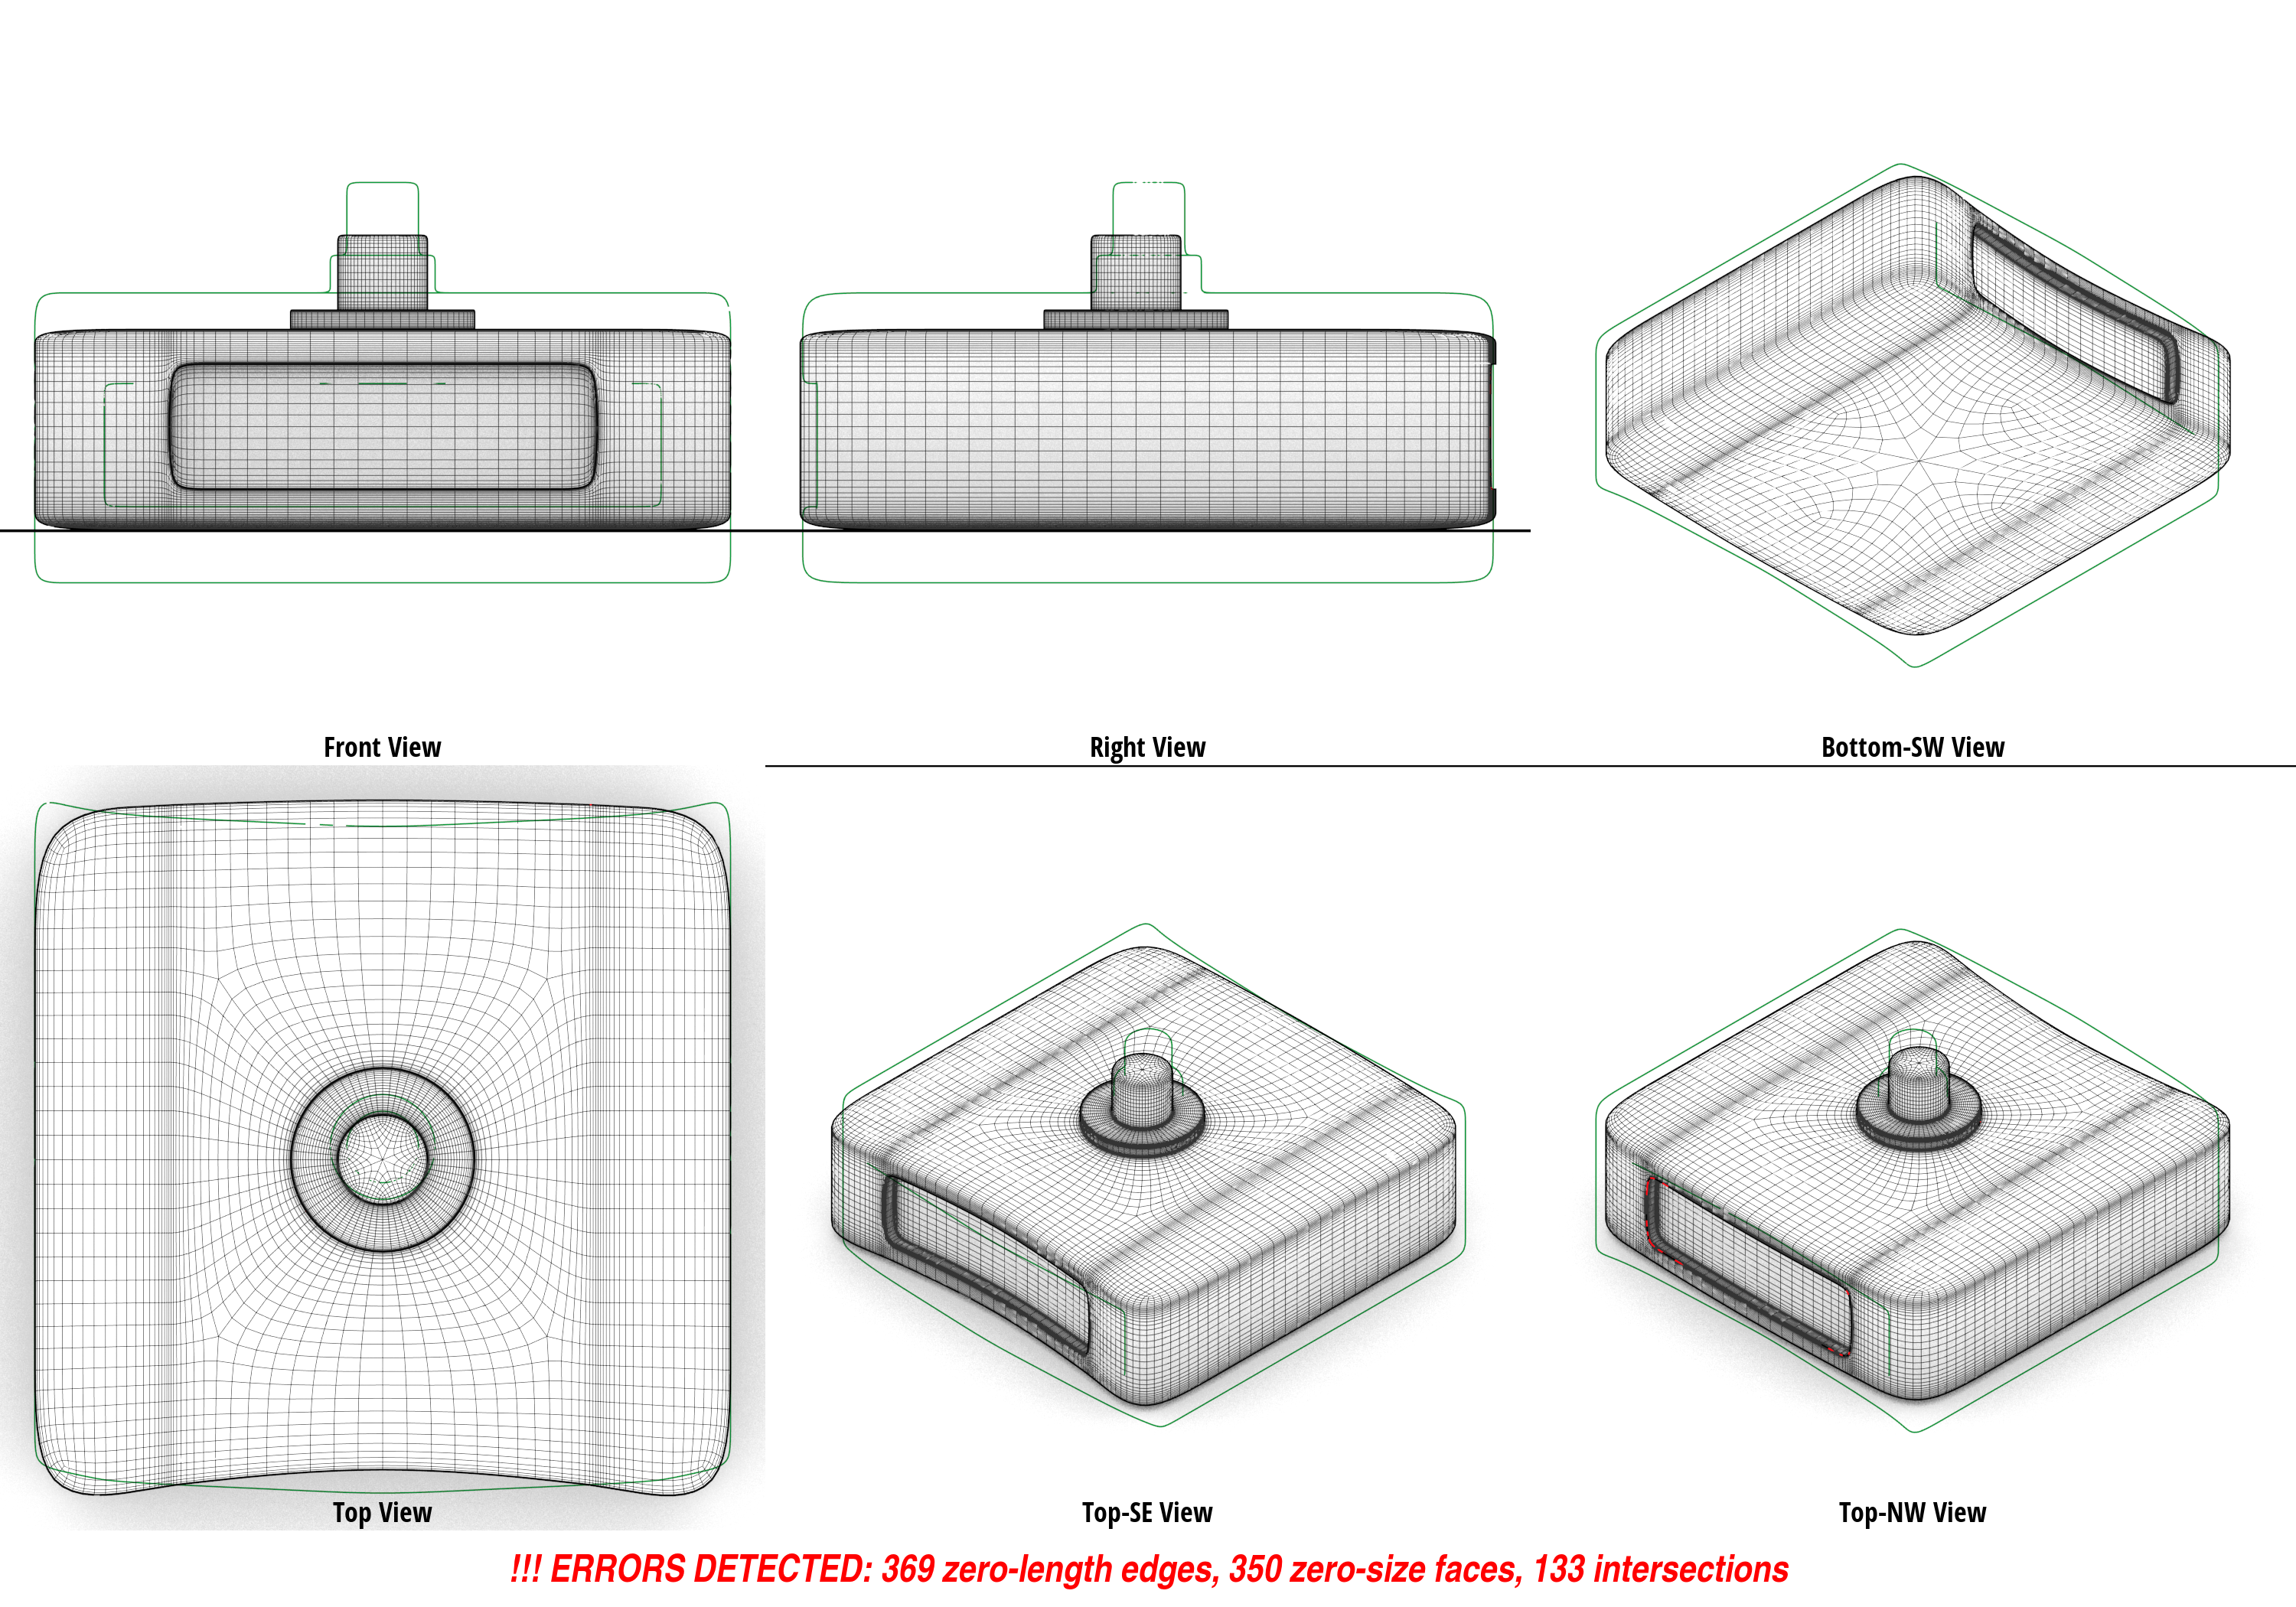 Front View
Right View
Bottom-SW View
Top View
Top-SE View
Top-NW View
!!! ERRORS DETECTED: 369 zero-length edges, 350 zero-size faces, 133 intersections